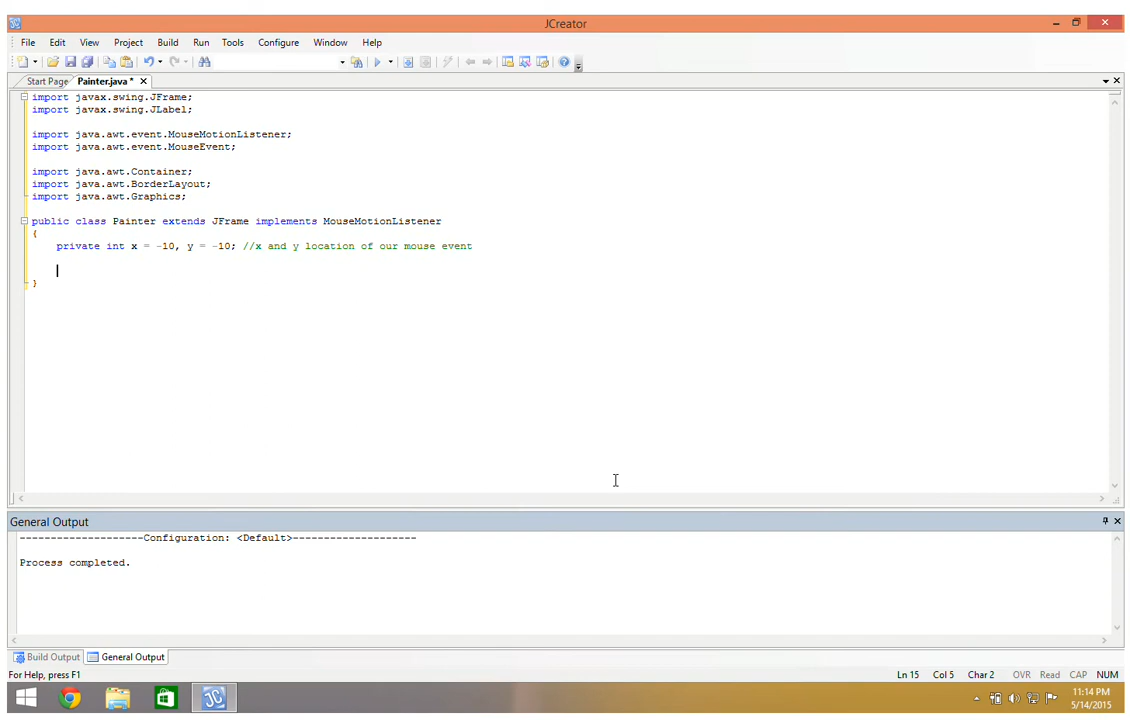 JCreator
File Edit View Project Build Run Tools Configure Window Help
Start Page Painter.java *
import javax.swing.JFrame;
import javax.swing.JLabel;
import java.awt.event.MouseMotionListener;
import java.awt.event.MouseEvent;
import java.awt.Container;
import java.awt.BorderLayout;
import java.awt.Graphics;
public class Painter extends JFrame implements MouseMotionListener
{
private int x = -10, y = -10; //x and y location of our mouse event
}
General Output
--------------------Configuration: <Default>--------------------
Process completed.
Build Output General Output
For Help, press F1 Ln 15 Col 5 Char 2 OVR Read CAP NUM
JC 11:14 PM
5/14/2015